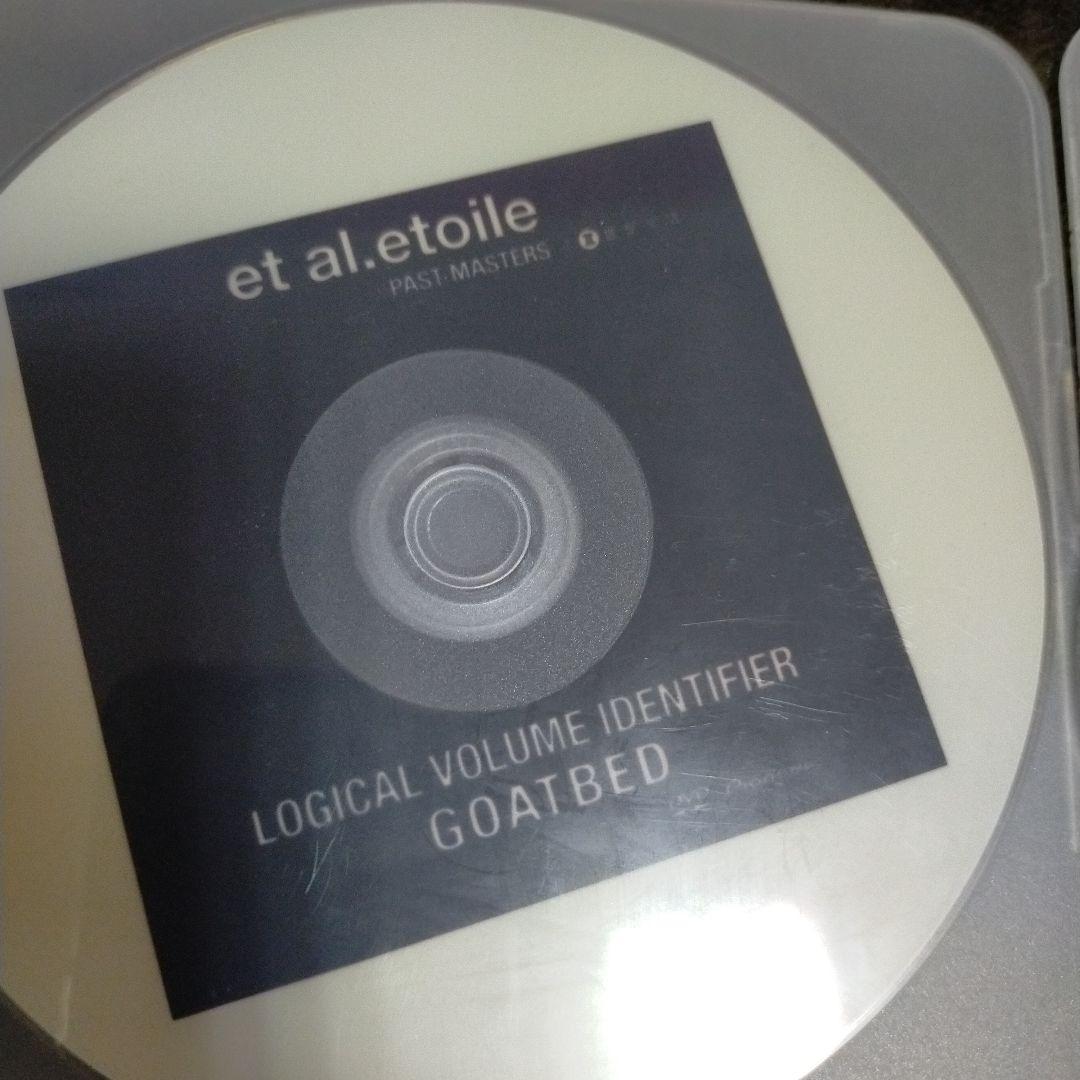 et al.etoile
PAST·MASTERS
LOGICAL VOLUME IDENTIFIER
GOATBED